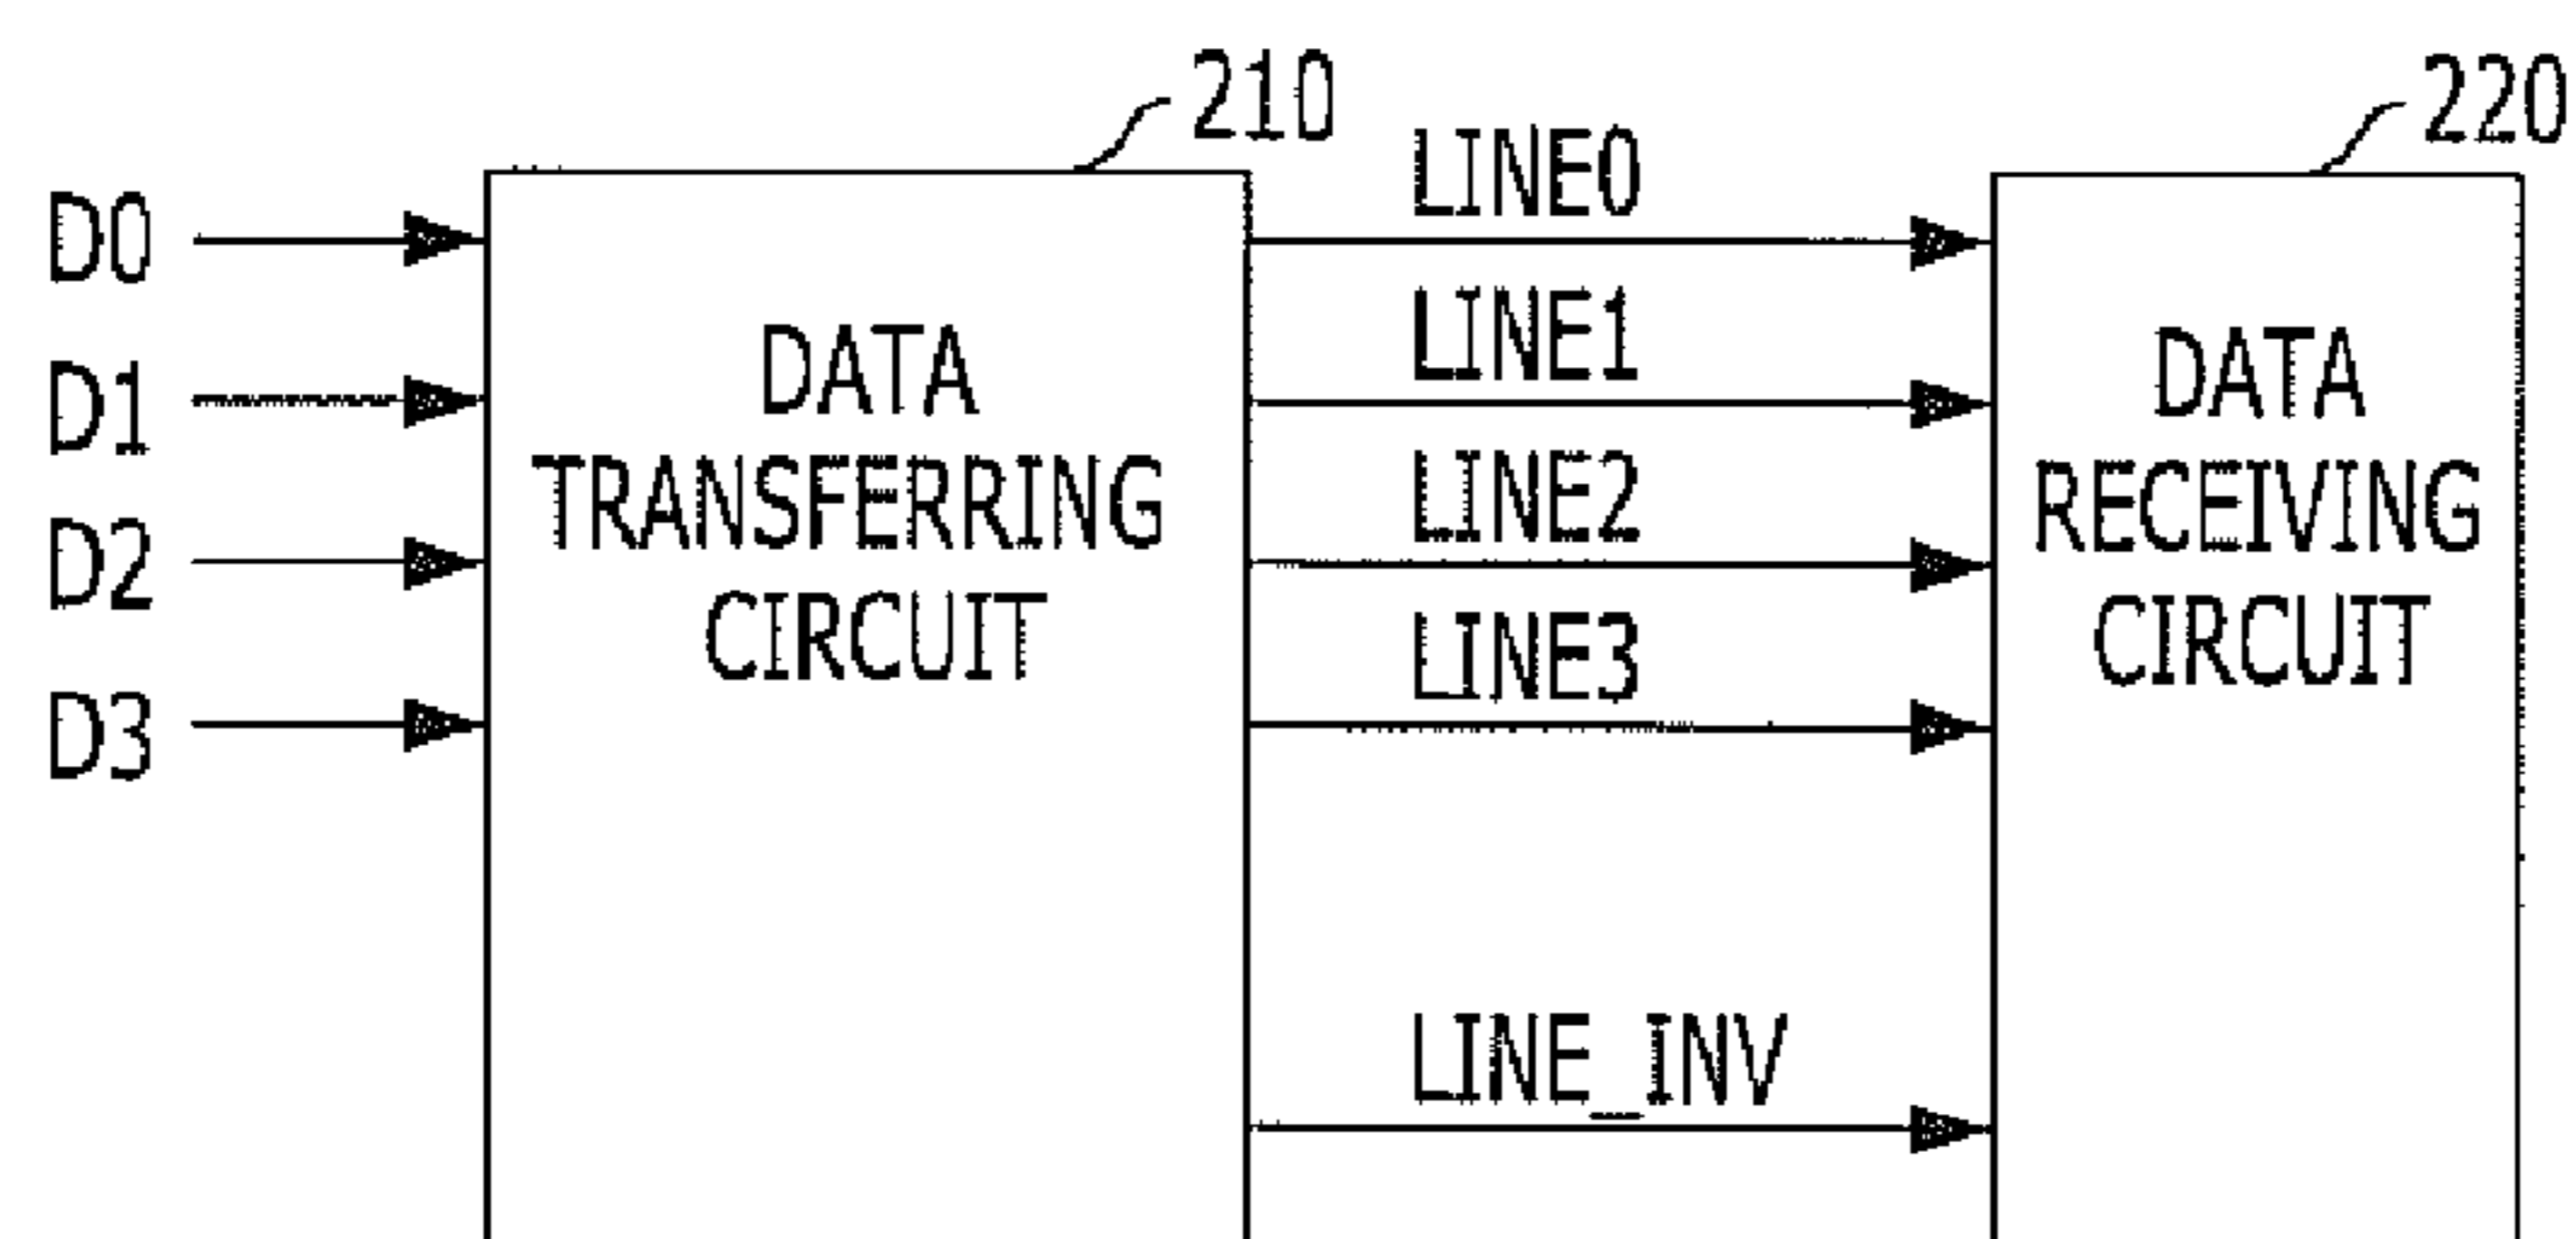 210
220
D0
D1
D2
D3
DATA
TRANSFERRING
CIRCUIT
LINE0
LINE1
LINE2
LINE3
LINE_INV
DATA
RECEIVING
CIRCUIT